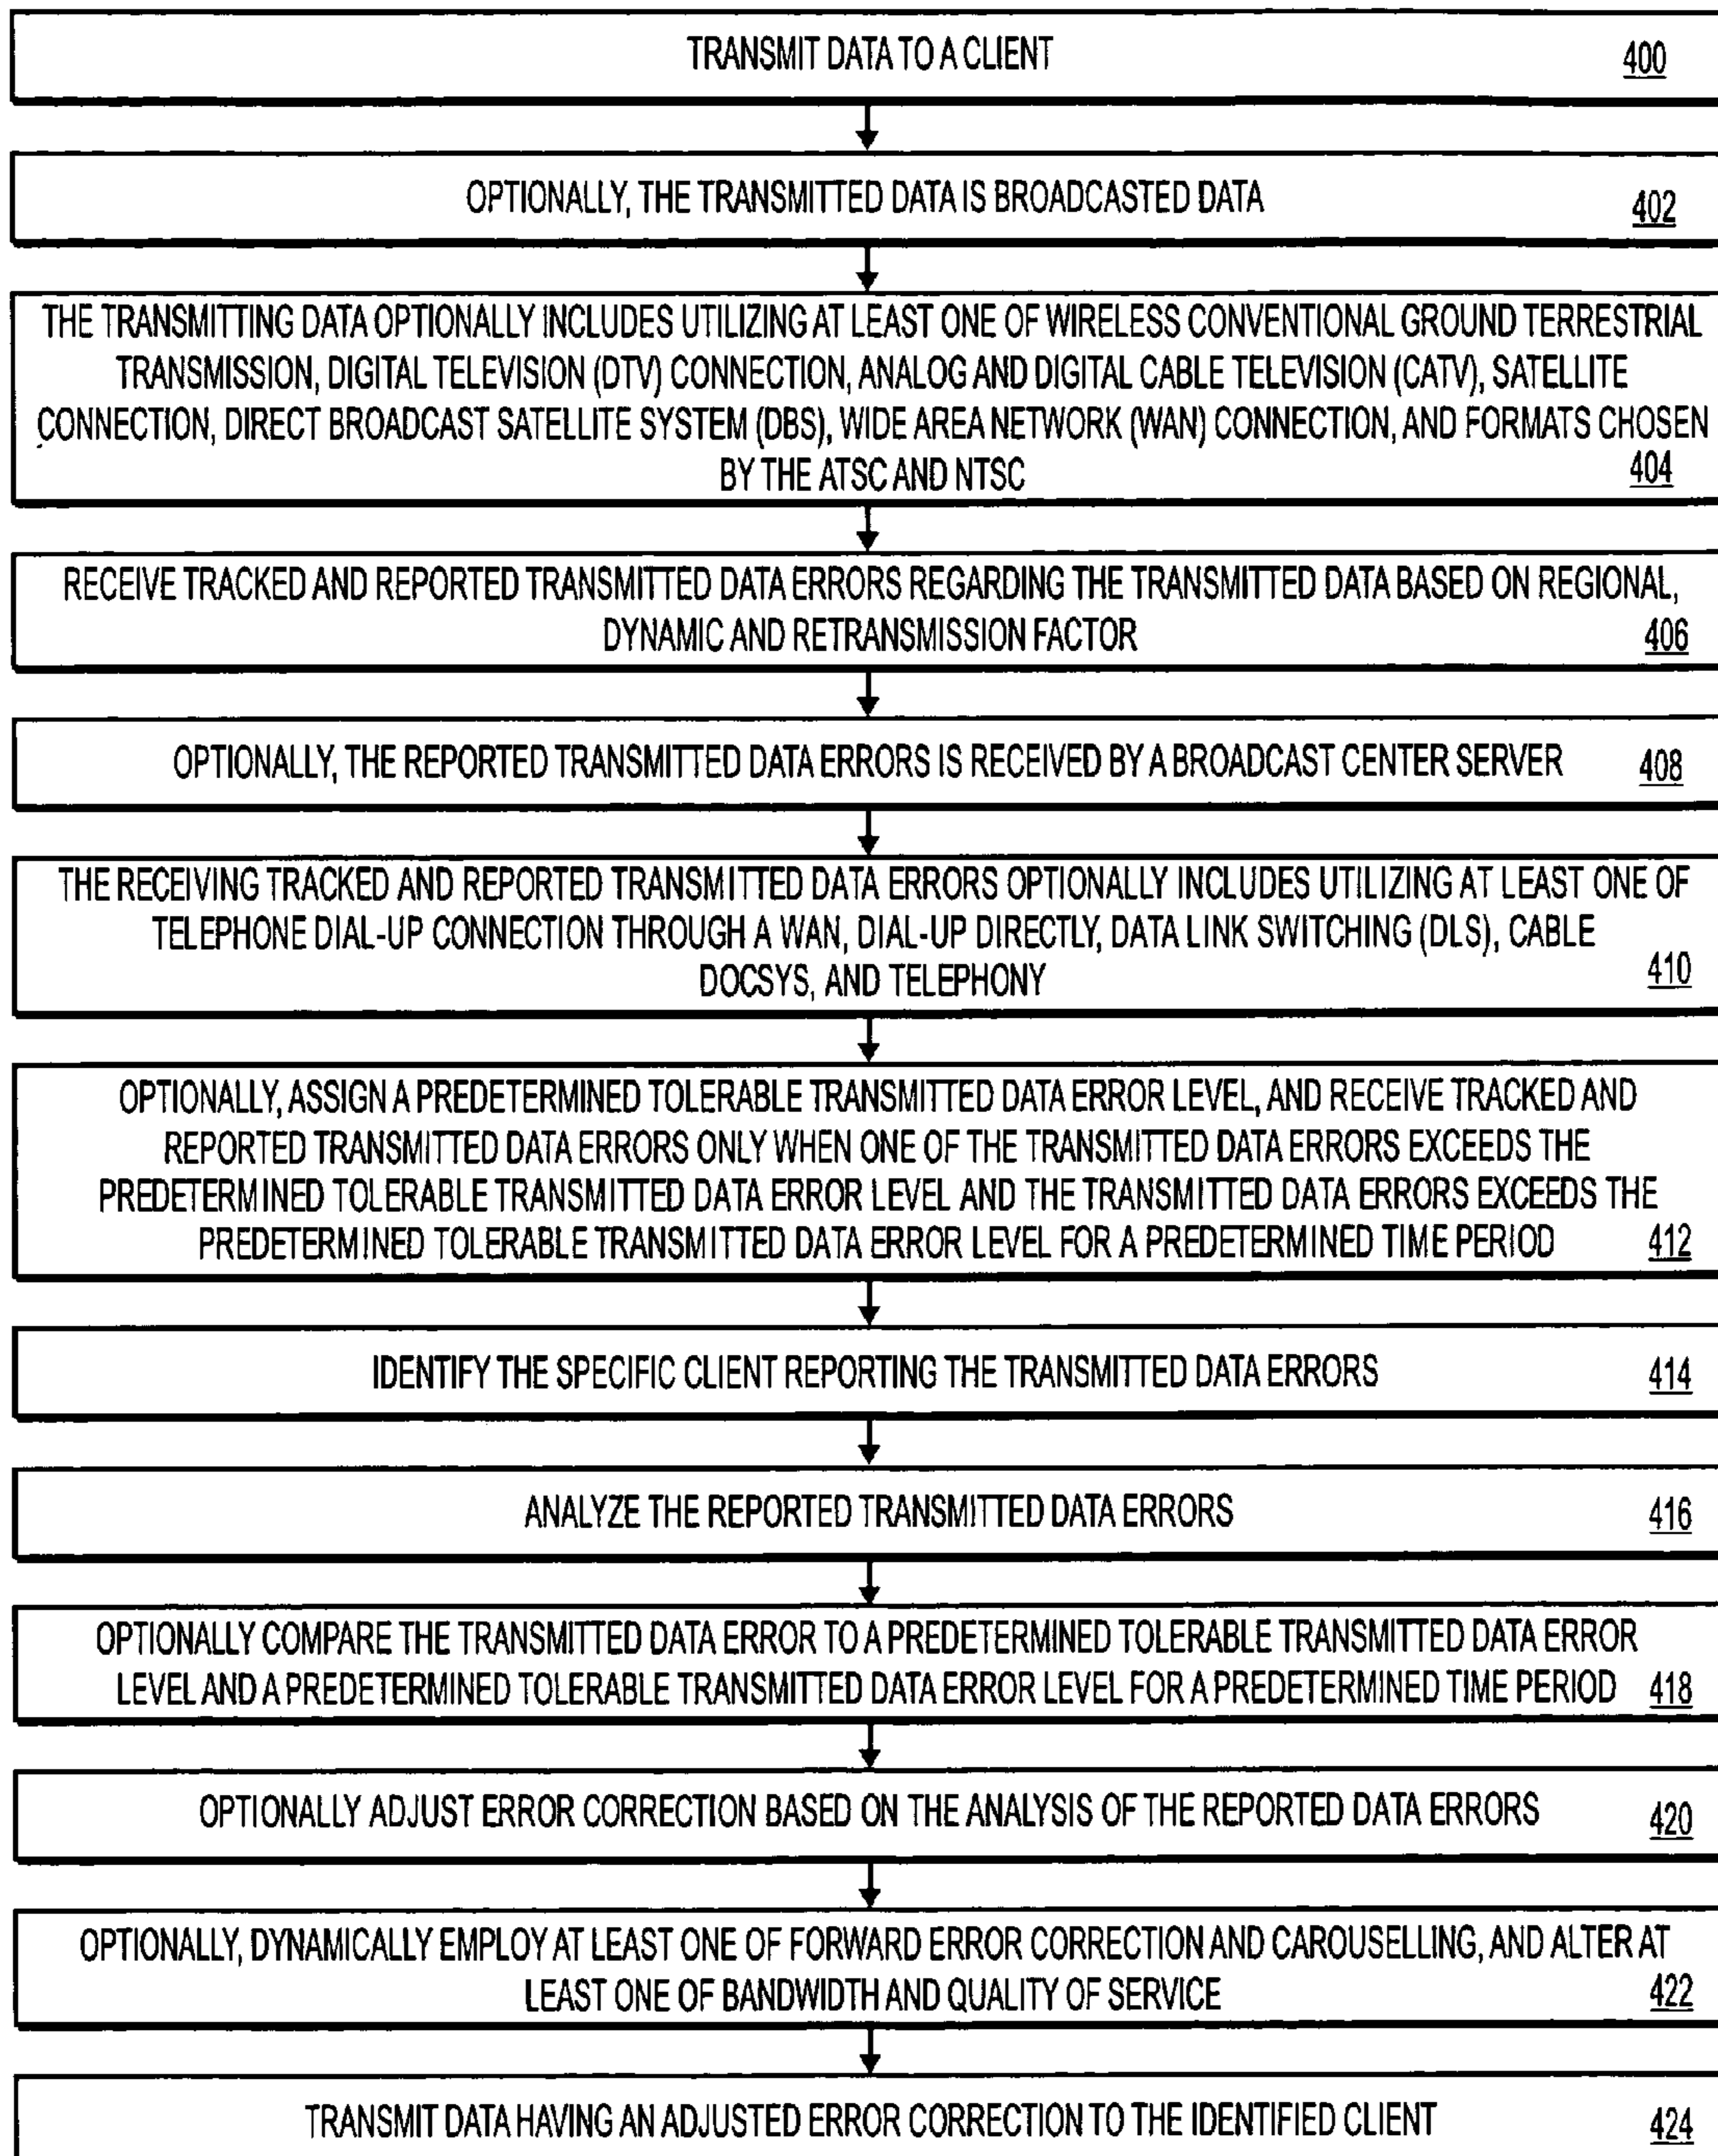 TRANSMIT DATA TO A CLIENT 400
OPTIONALLY, THE TRANSMITTED DATA IS BROADCASTED DATA 402
THE TRANSMITTING DATA OPTIONALLY INCLUDES UTILIZING AT LEAST ONE OF WIRELESS CONVENTIONAL GROUND TERRESTRIAL
TRANSMISSION, DIGITAL TELEVISION (DTV) CONNECTION, ANALOG AND DIGITAL CABLE TELEVISION (CATV), SATELLITE
CONNECTION, DIRECT BROADCAST SATELLITE SYSTEM (DBS), WIDE AREA NETWORK (WAN) CONNECTION, AND FORMATS CHOSEN
BY THE ATSC AND NTSC 404
RECEIVE TRACKED AND REPORTED TRANSMITTED DATA ERRORS REGARDING THE TRANSMITTED DATA BASED ON REGIONAL,
DYNAMIC AND RETRANSMISSION FACTOR 406
OPTIONALLY, THE REPORTED TRANSMITTED DATA ERRORS IS RECEIVED BY A BROADCAST CENTER SERVER 408
THE RECEIVING TRACKED AND REPORTED TRANSMITTED DATA ERRORS OPTIONALLY INCLUDES UTILIZING AT LEAST ONE OF
TELEPHONE DIAL-UP CONNECTION THROUGH A WAN, DIAL-UP DIRECTLY, DATA LINK SWITCHING (DLS), CABLE
DOCSYS, AND TELEPHONY 410
OPTIONALLY, ASSIGN A PREDETERMINED TOLERABLE TRANSMITTED DATA ERROR LEVEL, AND RECEIVE TRACKED AND
REPORTED TRANSMITTED DATA ERRORS ONLY WHEN ONE OF THE TRANSMITTED DATA ERRORS EXCEEDS THE
PREDETERMINED TOLERABLE TRANSMITTED DATA ERROR LEVEL AND THE TRANSMITTED DATA ERRORS EXCEEDS THE
PREDETERMINED TOLERABLE TRANSMITTED DATA ERROR LEVEL FOR A PREDETERMINED TIME PERIOD 412
IDENTIFY THE SPECIFIC CLIENT REPORTING THE TRANSMITTED DATA ERRORS 414
ANALYZE THE REPORTED TRANSMITTED DATA ERRORS 416
OPTIONALLY COMPARE THE TRANSMITTED DATA ERROR TO A PREDETERMINED TOLERABLE TRANSMITTED DATA ERROR
LEVEL AND A PREDETERMINED TOLERABLE TRANSMITTED DATA ERROR LEVEL FOR A PREDETERMINED TIME PERIOD 418
OPTIONALLY ADJUST ERROR CORRECTION BASED ON THE ANALYSIS OF THE REPORTED DATA ERRORS 420
OPTIONALLY, DYNAMICALLY EMPLOY AT LEAST ONE OF FORWARD ERROR CORRECTION AND CAROUSELLING, AND ALTER AT
LEAST ONE OF BANDWIDTH AND QUALITY OF SERVICE 422
TRANSMIT DATA HAVING AN ADJUSTED ERROR CORRECTION TO THE IDENTIFIED CLIENT 424